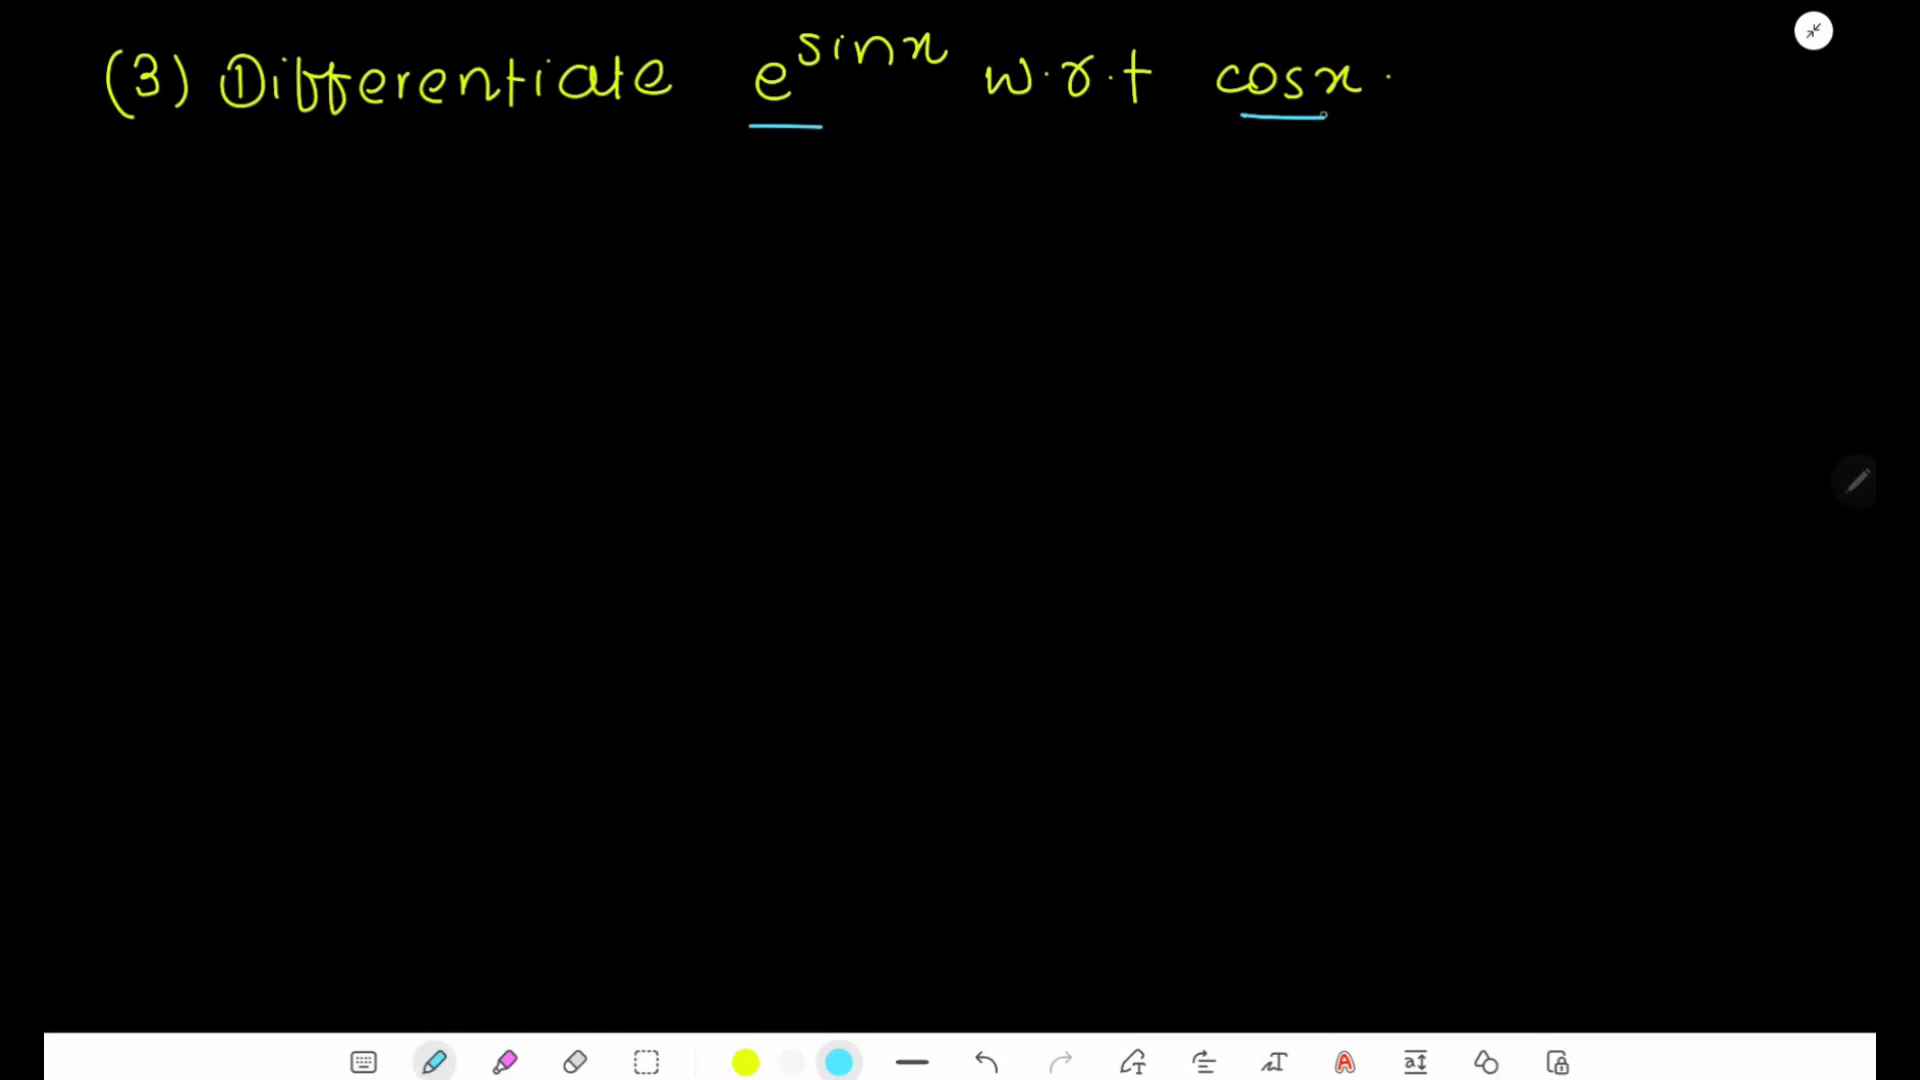 (3) Differentiate e^sinx w.r.t cosx.